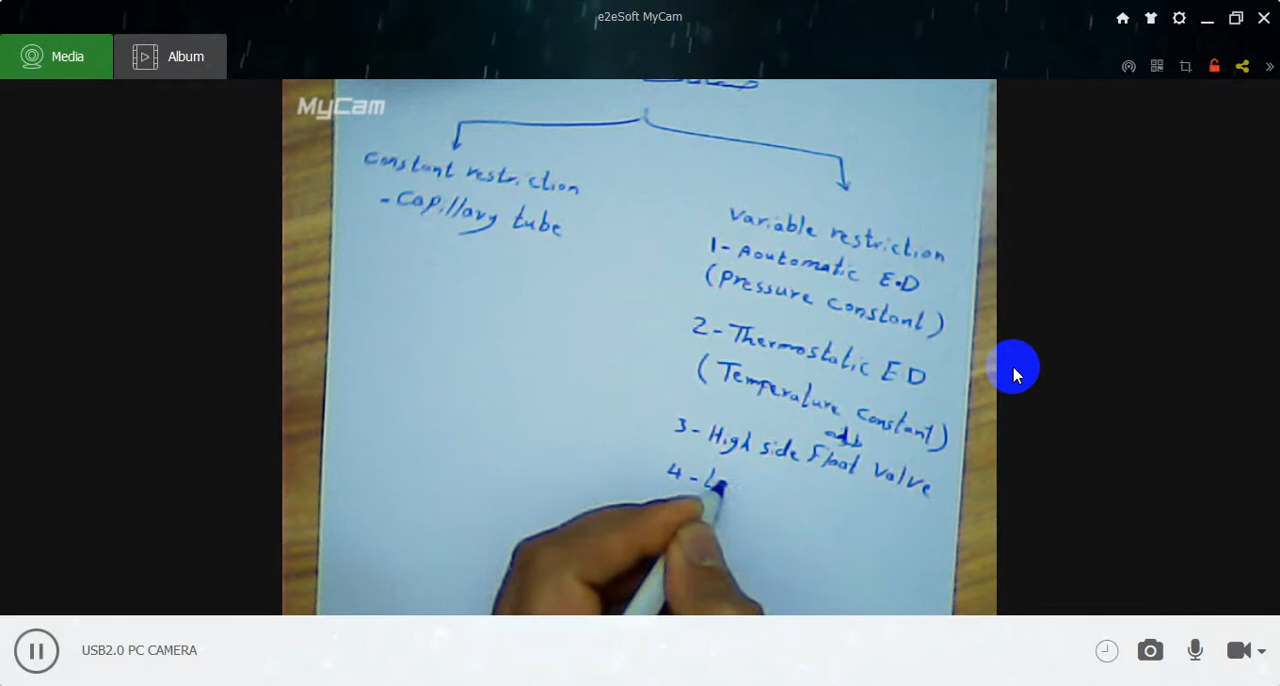 e2eSoft MyCam
Media
Album
MyCam
Constant restriction
- Capillary tube
Variable restriction
1- Aoutomatic E.D
(Pressure constant)
2- Thermostatic E D
(Temperature constant)
3- High side Float Valve
4- Lo
USB2.0 PC CAMERA